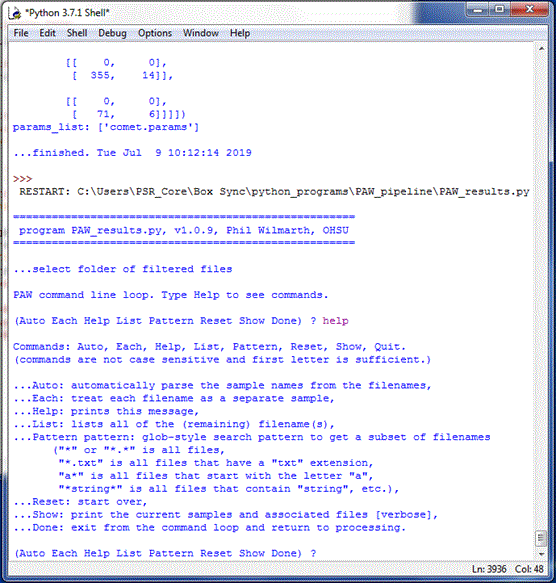 *Python 3.7.1 Shell*
File Edit Shell Debug Options Window Help
[[ 0, 0],
[ 355, 14]],
[[ 0, 0],
[ 71, 6]]]])
params_list: ['comet.params']
...finished. Tue Jul 9 10:12:14 2019
>>>
RESTART: C:\Users\PSR_Core\Box Sync\python_programs\PAW_pipeline\PAW_results.py
=====================================================
program PAW_results.py, v1.0.9, Phil Wilmarth, OHSU
=====================================================
...select folder of filtered files
PAW command line loop. Type Help to see commands.
(Auto Each Help List Pattern Reset Show Done) ? help
Commands: Auto, Each, Help, List, Pattern, Reset, Show, Quit.
(commands are not case sensitive and first letter is sufficient.)
...Auto: automatically parse the sample names from the filenames,
...Each: treat each filename as a separate sample,
...Help: prints this message,
...List: lists all of the (remaining) filename(s),
...Pattern pattern: glob-style search pattern to get a subset of filenames
("*" or "*.*" is all files,
"*.txt" is all files that have a "txt" extension,
"a*" is all files that start with the letter "a",
"*string*" is all files that contain "string", etc.),
...Reset: start over,
...Show: print the current samples and associated files [verbose],
...Done: exit from the command loop and return to processing.
(Auto Each Help List Pattern Reset Show Done) ?
Ln: 3936 Col: 48